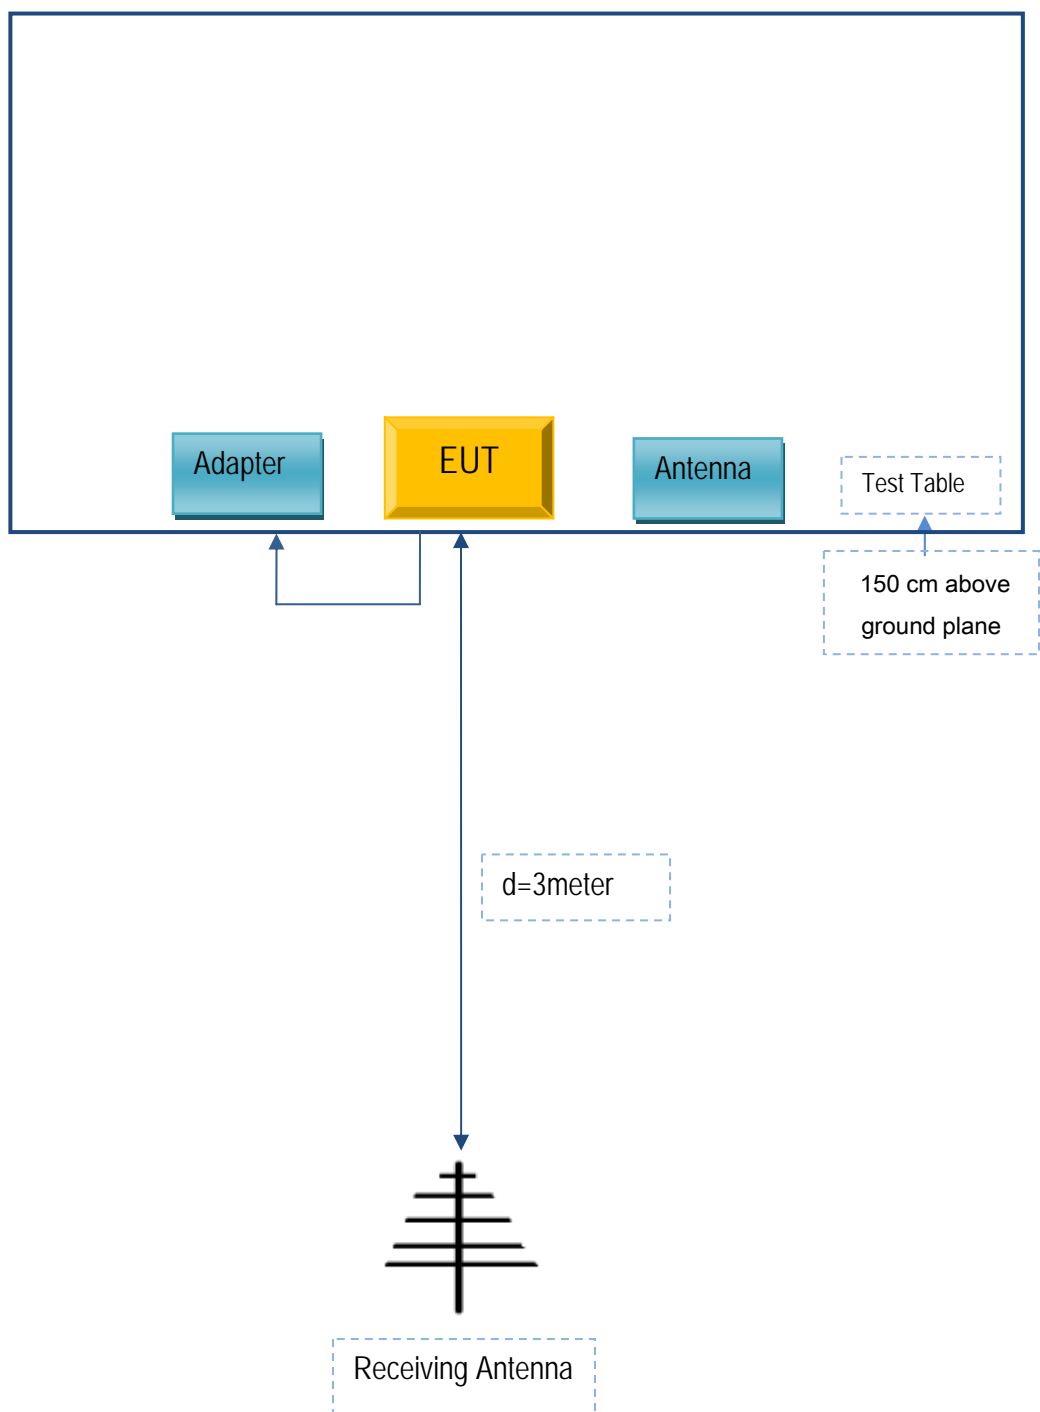 Adapter
EUT
Antenna
Test Table
150 cm above
ground plane
d=3meter
Receiving Antenna